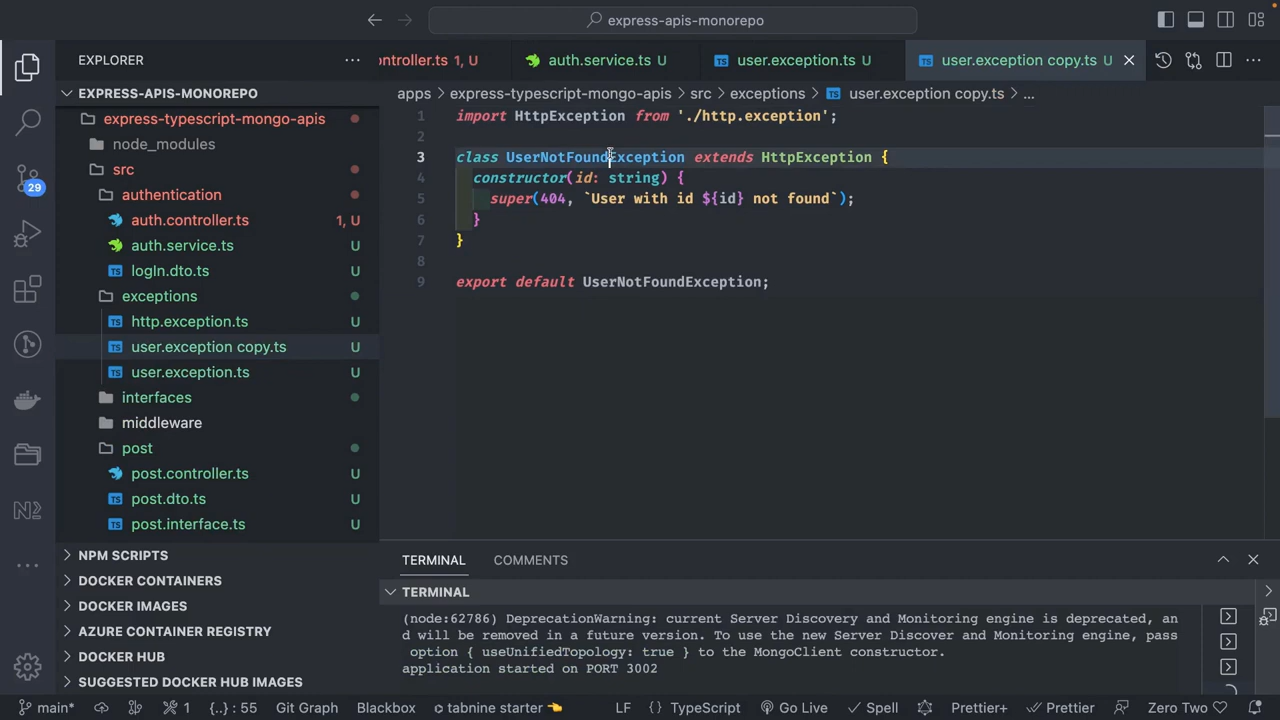 express-apis-monorepo
EXPLORER
ontroller.ts 1, U
auth.service.ts U
user.exception.ts U
user.exception copy.ts U
EXPRESS-APIS-MONOREPO
apps > express-typescript-mongo-apis > src > exceptions > TS user.exception copy.ts > ...
express-typescript-mongo-apis
node_modules
src
authentication
auth.controller.ts 1, U
auth.service.ts U
logIn.dto.ts U
exceptions
TS http.exception.ts U
TS user.exception copy.ts U
TS user.exception.ts U
interfaces
middleware
post
post.controller.ts U
TS post.dto.ts U
TS post.interface.ts U
NPM SCRIPTS
DOCKER CONTAINERS
DOCKER IMAGES
AZURE CONTAINER REGISTRY
DOCKER HUB
SUGGESTED DOCKER HUB IMAGES
29
1 import HttpException from './http.exception';
2
3 class UserNotFoundException extends HttpException {
4 constructor(id: string) {
5 super(404, `User with id ${id} not found`);
6 }
7 }
8
9 export default UserNotFoundException;
TERMINAL COMMENTS
TERMINAL
(node:62786) DeprecationWarning: current Server Discovery and Monitoring engine is deprecated, an
d will be removed in a future version. To use the new Server Discover and Monitoring engine, pass
option { useUnifiedTopology: true } to the MongoClient constructor.
application started on PORT 3002
main* 1 {..} : 55 Git Graph Blackbox tabnine starter LF {} TypeScript Go Live Spell Prettier+ Prettier Zero Two